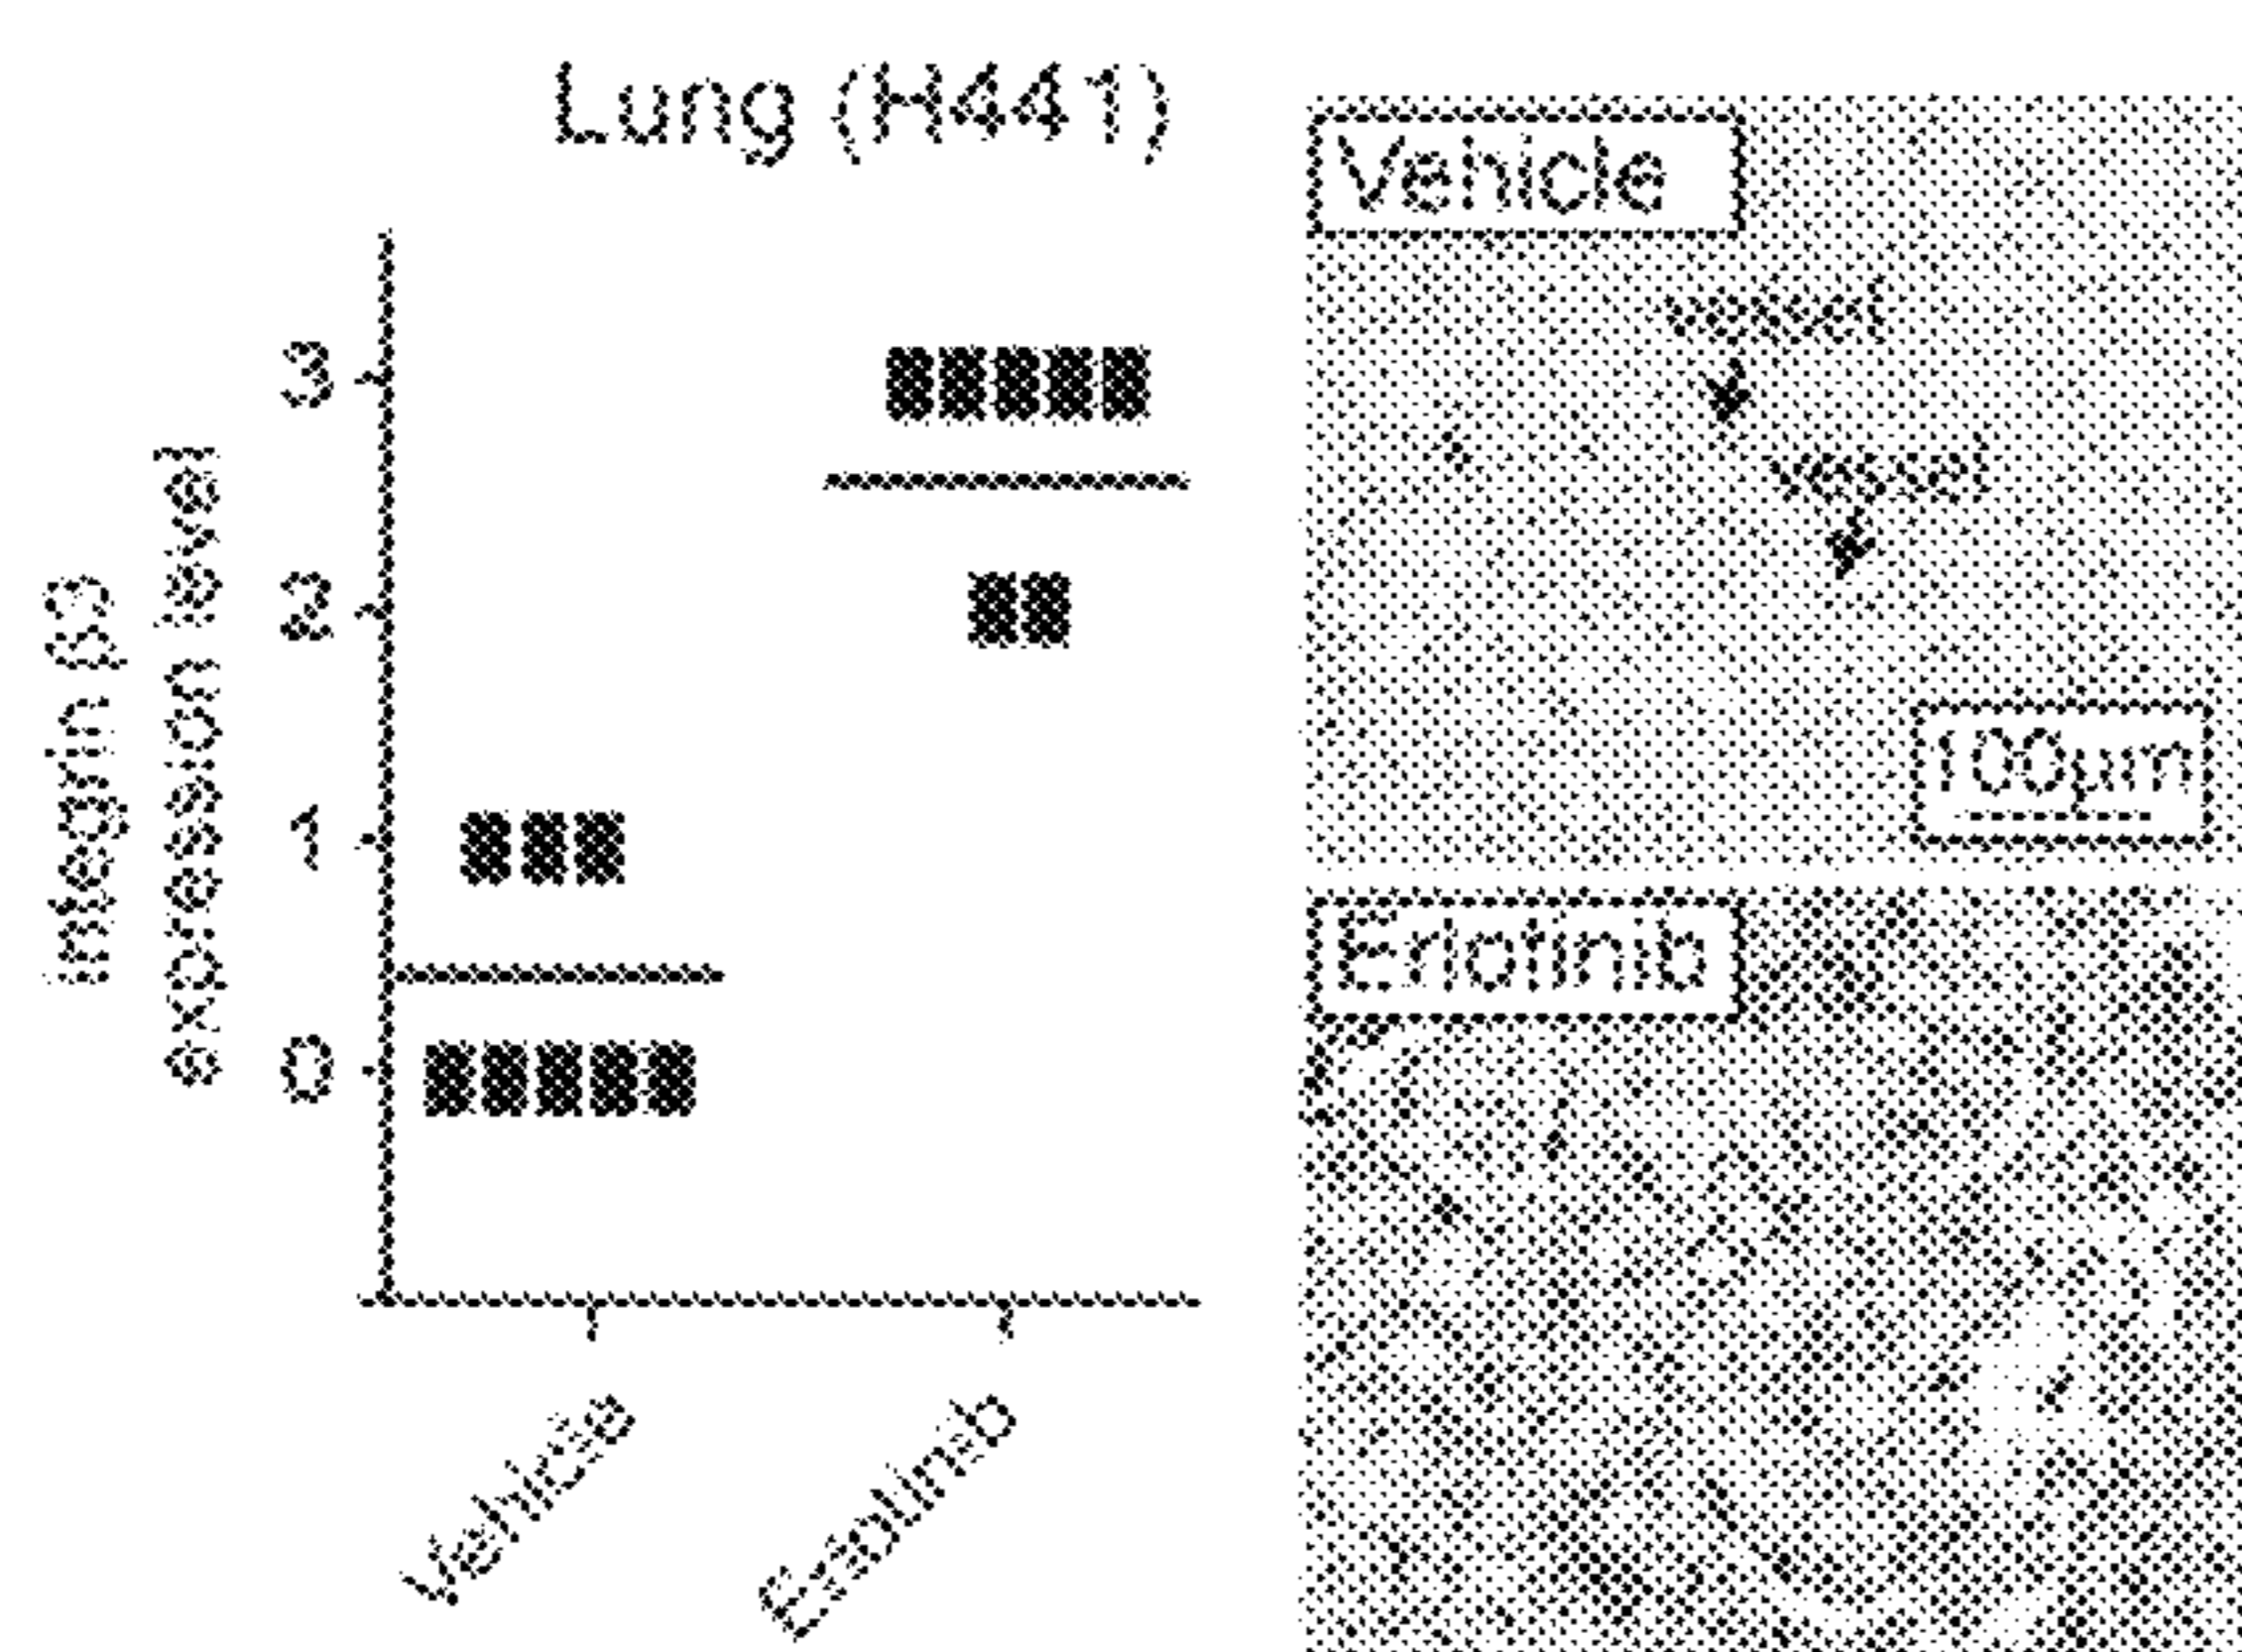 Lung (H441)
Integrin β3
expression level
3
2
1
0
Vehicle
Erlotinib
Vehicle
vessel
vessel
100μm
Erlotinib